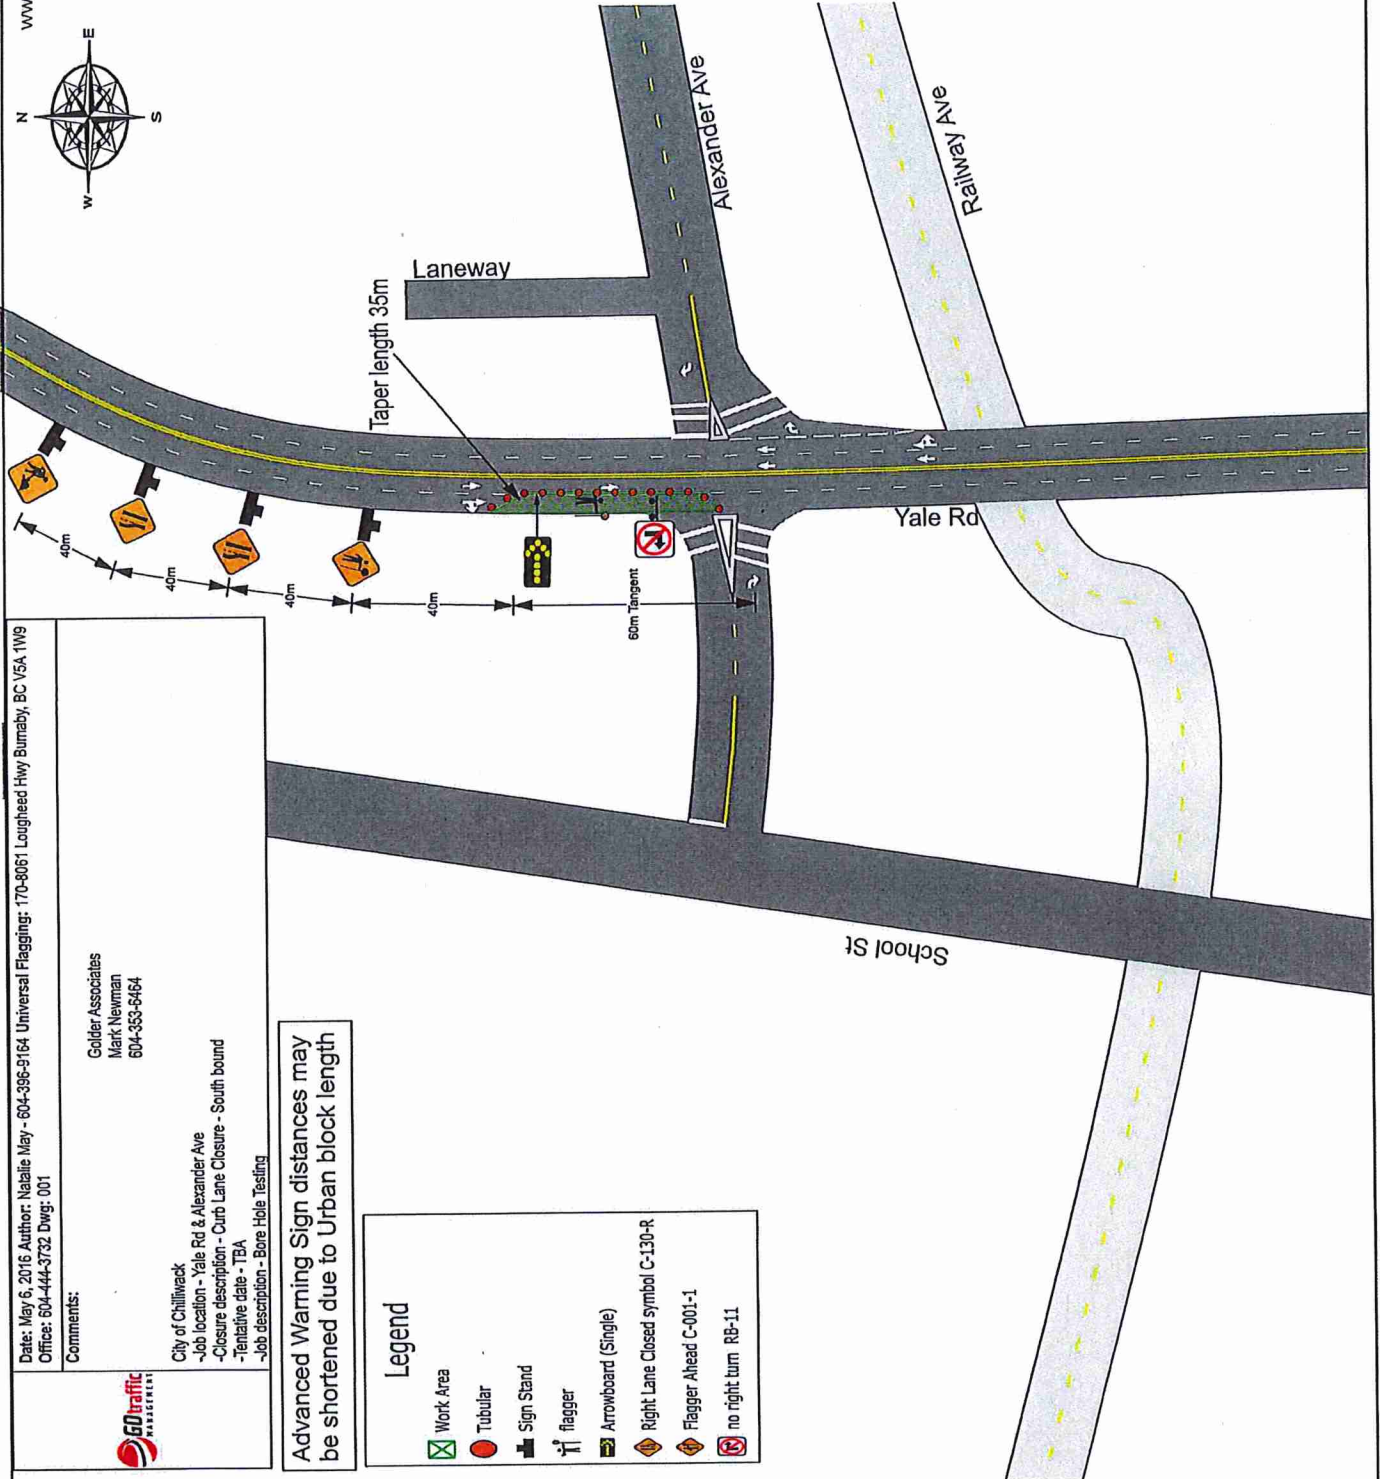 ww
N
E
S
w
Date: May 6, 2016 Author: Natalie May - 604-396-9164 Universal Flagging: 170-8061 Lougheed Hwy Burnaby, BC V5A 1W9
Office: 604-444-3732 Dwg: 001
Comments:
Golder Associates
Mark Newman
604-353-6464
City of Chilliwack
-Job location - Yale Rd & Alexander Ave
-Closure description - Curb Lane Closure - South bound
-Tentative date - TBA
-Job description - Bore Hole Testing
GO traffic
MANAGEMENT
Advanced Warning Sign distances may
be shortened due to Urban block length
Legend
Work Area
Tubular
Sign Stand
flagger
Arrowboard (Single)
Right Lane Closed symbol C-130-R
Flagger Ahead C-001-1
no right turn RB-11
40m
40m
40m
40m
60m Tangent
Taper length 35m
Laneway
Alexander Ave
Railway Ave
Yale Rd
School St